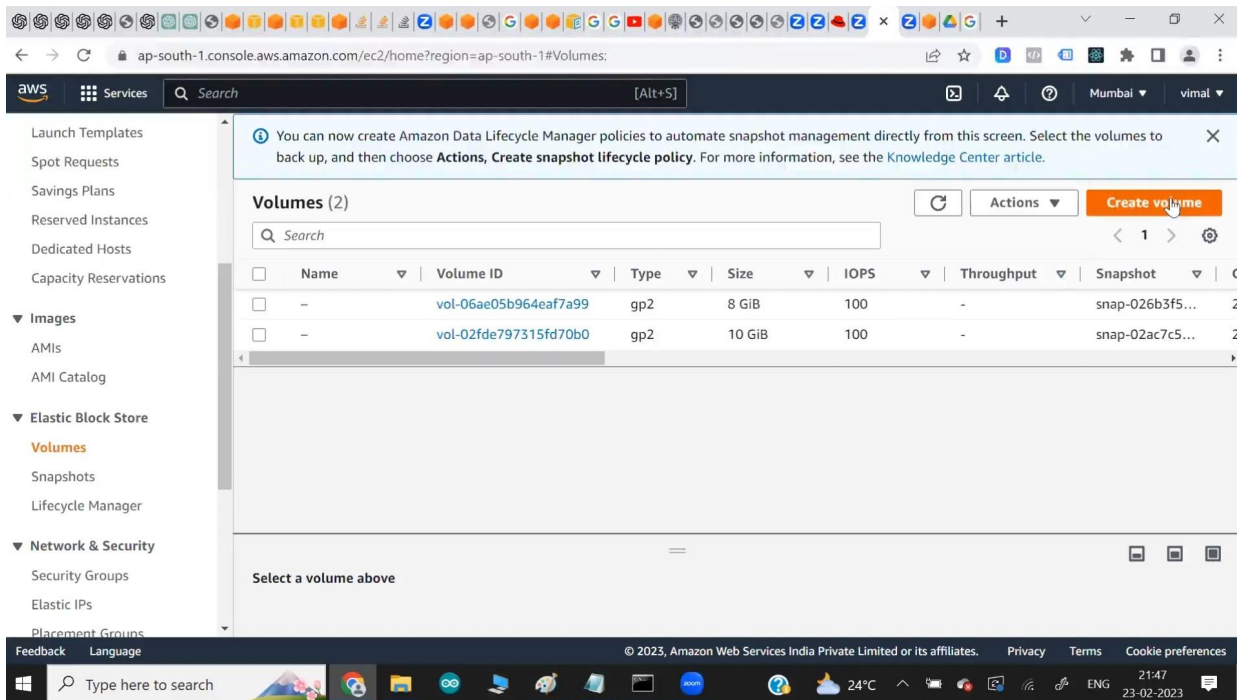 ap-south-1.console.aws.amazon.com/ec2/home?region=ap-south-1#Volumes:
aws Services Search [Alt+S] Mumbai vimal
Launch Templates
Spot Requests
Savings Plans
Reserved Instances
Dedicated Hosts
Capacity Reservations
Images
AMIs
AMI Catalog
Elastic Block Store
Volumes
Snapshots
Lifecycle Manager
Network & Security
Security Groups
Elastic IPs
Placement Groups
You can now create Amazon Data Lifecycle Manager policies to automate snapshot management directly from this screen. Select the volumes to
back up, and then choose Actions, Create snapshot lifecycle policy. For more information, see the Knowledge Center article.
Volumes (2) Actions Create volume
Search 1
Name Volume ID Type Size IOPS Throughput Snapshot
– vol-06ae05b964eaf7a99 gp2 8 GiB 100 - snap-026b3f5...
– vol-02fde797315fd70b0 gp2 10 GiB 100 - snap-02ac7c5...
Select a volume above
Feedback Language © 2023, Amazon Web Services India Private Limited or its affiliates. Privacy Terms Cookie preferences
Type here to search zoom 24°C ENG 21:47
23-02-2023